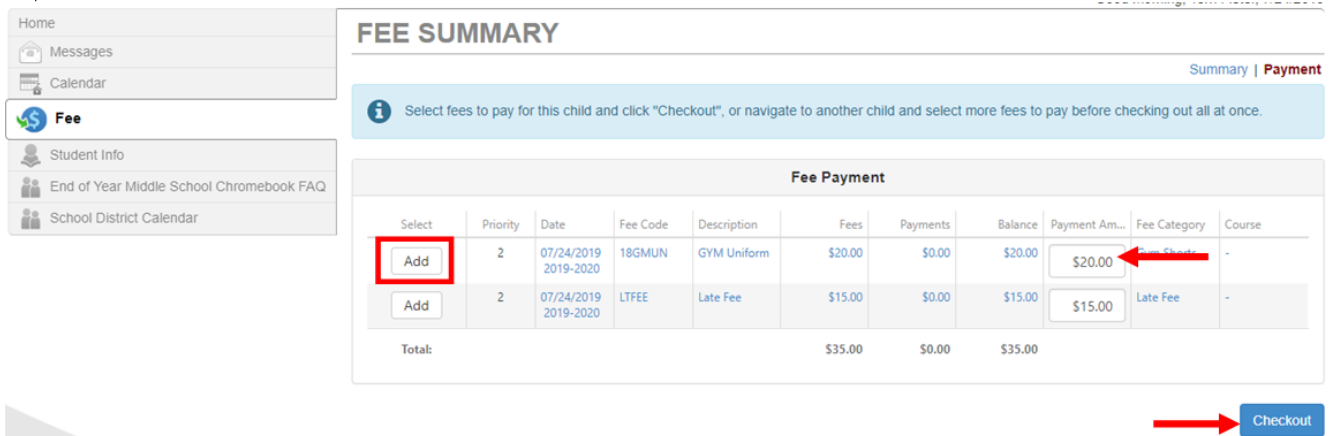 Home
Messages
Calendar
Fee
Student Info
End of Year Middle School Chromebook FAQ
School District Calendar
FEE SUMMARY
Summary | Payment
Select fees to pay for this child and click "Checkout", or navigate to another child and select more fees to pay before checking out all at once.
Fee Payment
Select Priority Date Fee Code Description Fees Payments Balance Payment Am... Fee Category Course
Add 2 07/24/2019 18GMUN GYM Uniform $20.00 $0.00 $20.00 $20.00 Gym Shorts -
2019-2020
Add 2 07/24/2019 LTFEE Late Fee $15.00 $0.00 $15.00 $15.00 Late Fee -
2019-2020
Total: $35.00 $0.00 $35.00
Checkout